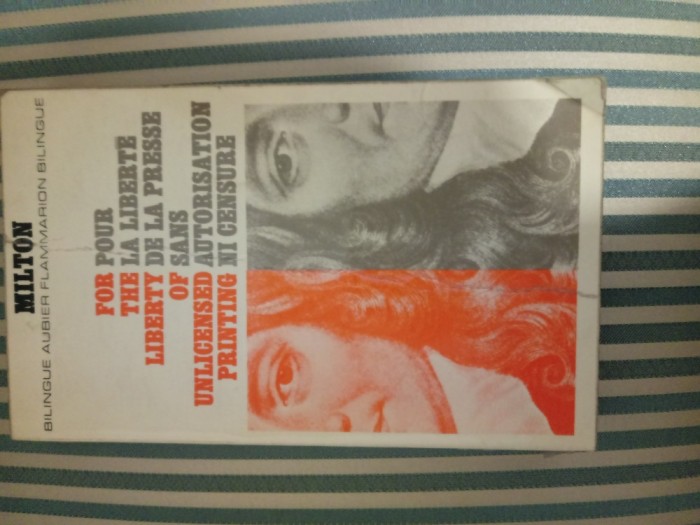 MILTON
BILINGUE AUBIER FLAMMARION BILINGUE
FOR POUR
THE LA LIBERTE
LIBERTY DE LA PRESSE
OF SANS
UNLICENSED AUTORISATION
PRINTING NI CENSURE